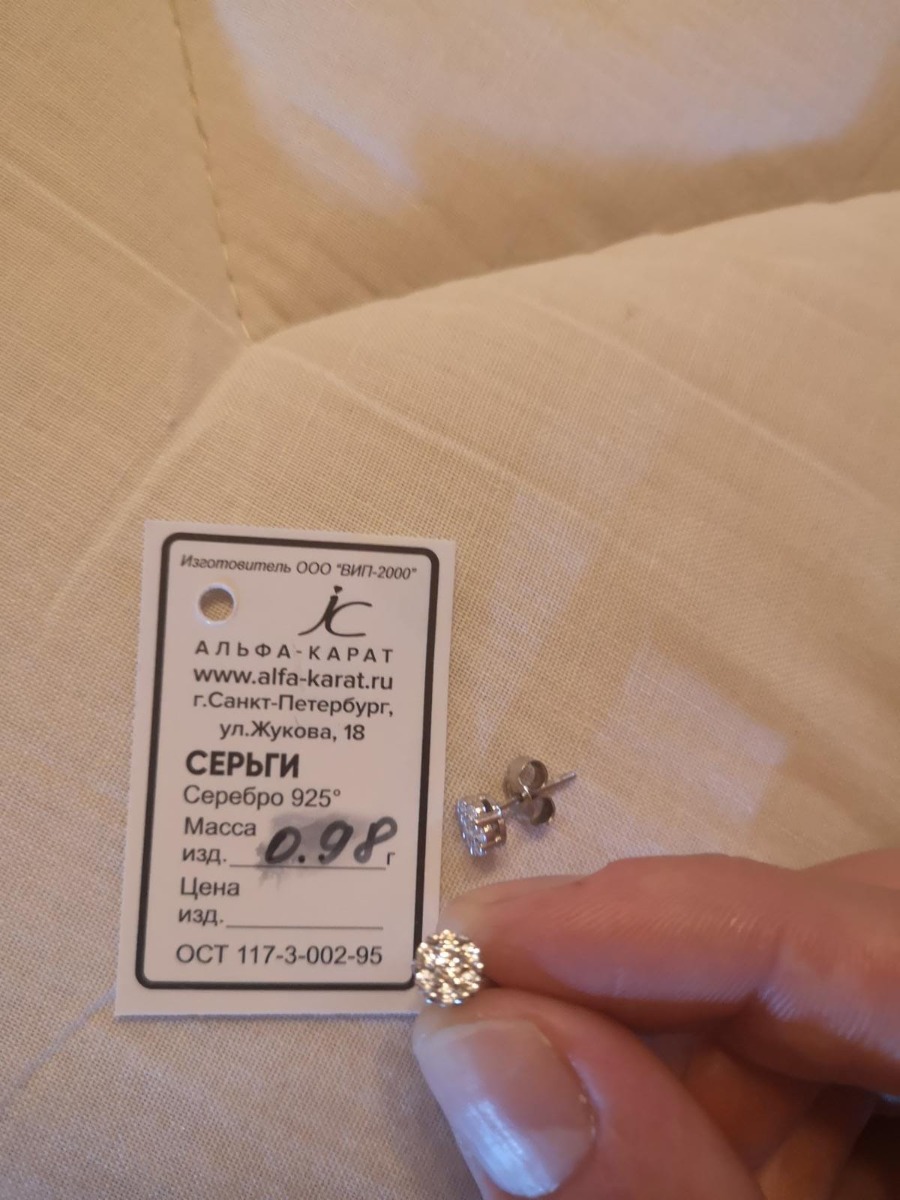 Изготовитель ООО "ВИП-2000"
jc
АЛЬФА-КАРАТ
www.alfa-karat.ru
г.Санкт-Петербург,
ул.Жукова, 18
СЕРЬГИ
Серебро 925°
Масса
изд. 0.98 г
Цена
изд.
ОСТ 117-3-002-95